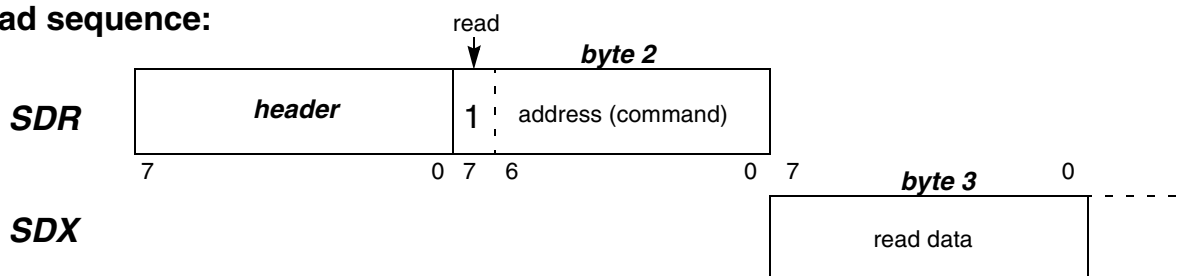 ad sequence:
read
byte 2
SDR
header
1
address (command)
7 0 7 6 0 7 0
byte 3
SDX
read data